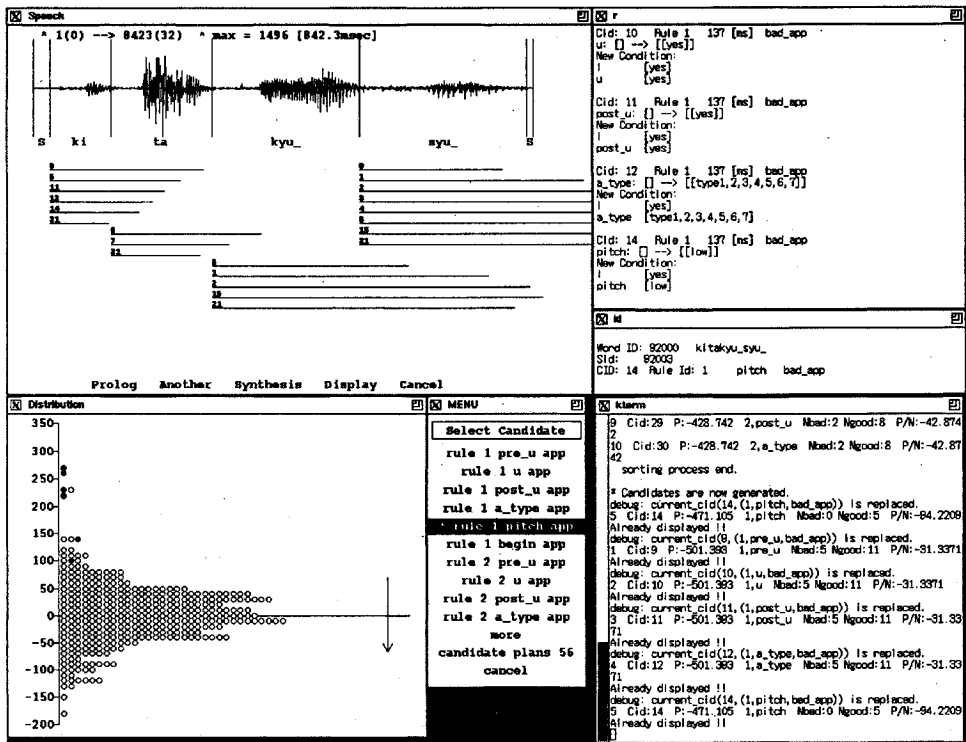 Speech
^ 1(0) --> 8423(32) ^ max = 1496 [842.3msec]
S ki ta kyu_ syu_ S
11
12
14
21
7
21
1
2
15
21
1
2
3
4
15
21
Prolog Another Synthesis Display Cancel
r
Cid: 10 Rule 1 137 [ms] bad_app
u: [] --> [[yes]]
New Condition:
l [yes]
u [yes]
Cid: 11 Rule 1 137 [ms] bad_app
post_u: [] --> [[yes]]
New Condition:
l [yes]
post_u [yes]
Cid: 12 Rule 1 137 [ms] bad_app
a_type: [] --> [[type1,2,3,4,5,6,7]]
New Condition:
l [yes]
a_type [type1,2,3,4,5,6,7]
Cid: 14 Rule 1 137 [ms] bad_app
pitch: [] --> [[low]]
New Condition:
l [yes]
pitch [low]
id
Word ID: 92000 kitakyu_syu_
Sid: 92003
CID: 14 Rule Id: 1 pitch bad_app
Distribution
350
300
250
200
150
100
50
0
-50
-100
-150
-200
MENU
Select Candidate
rule 1 pre_u app
rule 1 u app
rule 1 post_u app
rule 1 a_type app
* rule 1 pitch app
rule 1 begin app
rule 2 pre_u app
rule 2 u app
rule 2 post_u app
rule 2 a_type app
more
candidate plans 56
cancel
kterm
9 Cid:29 P:-428.742 2,post_u Nbad:2 Ngood:8 P/N:-42.874
2
10 Cid:30 P:-428.742 2,a_type Nbad:2 Ngood:8 P/N:-42.87
42
sorting process end.
* Candidates are now generated.
debug: current_cid(14,(1,pitch,bad_app)) is replaced.
5 Cid:14 P:-471.105 1,pitch Nbad:0 Ngood:5 P/N:-94.2209
Already displayed !!
debug: current_cid(9,(1,pre_u,bad_app)) is replaced.
1 Cid:9 P:-501.393 1,pre_u Nbad:5 Ngood:11 P/N:-31.3371
Already displayed !!
debug: current_cid(10,(1,u,bad_app)) is replaced.
2 Cid:10 P:-501.393 1,u Nbad:5 Ngood:11 P/N:-31.3371
Already displayed !!
debug: current_cid(11,(1,post_u,bad_app)) is replaced.
3 Cid:11 P:-501.393 1,post_u Nbad:5 Ngood:11 P/N:-31.33
71
Already displayed !!
debug: current_cid(12,(1,a_type,bad_app)) is replaced.
4 Cid:12 P:-501.393 1,a_type Nbad:5 Ngood:11 P/N:-31.33
71
Already displayed !!
debug: current_cid(14,(1,pitch,bad_app)) is replaced.
5 Cid:14 P:-471.105 1,pitch Nbad:0 Ngood:5 P/N:-94.2209
Already displayed !!